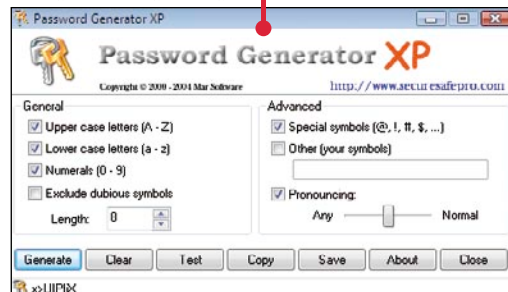 Password Generator XP
Password Generator XP
Copyright © 2000 - 2004 Mar Software
http://www.securesafepro.com
General
Upper case letters (A - Z)
Lower case letters (a - z)
Numerals (0 - 9)
Exclude dubious symbols
Length:
Advanced
Special symbols (@, !, #, $, ...)
Other (your symbols)
Pronouncing:
Any Normal
Generate Clear Test Copy Save About Close